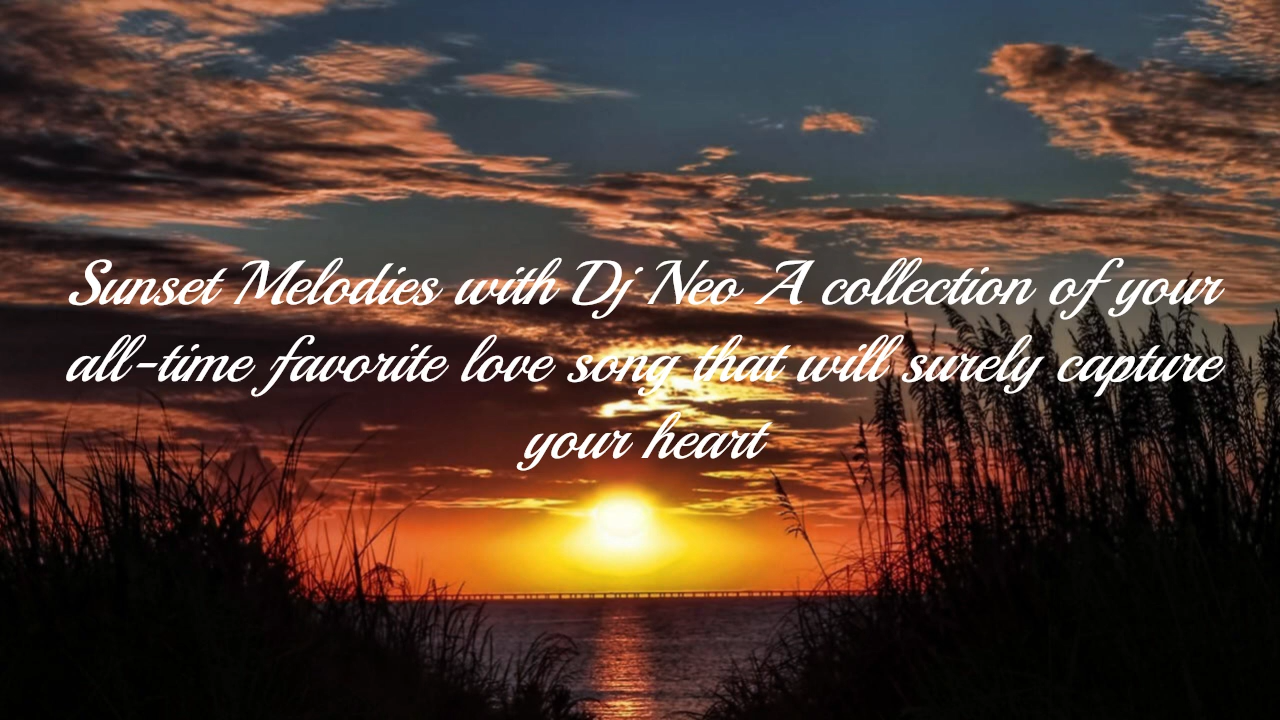 Sunset Melodies with Dj Neo A collection of your
all-time favorite love song that will surely capture
your heart